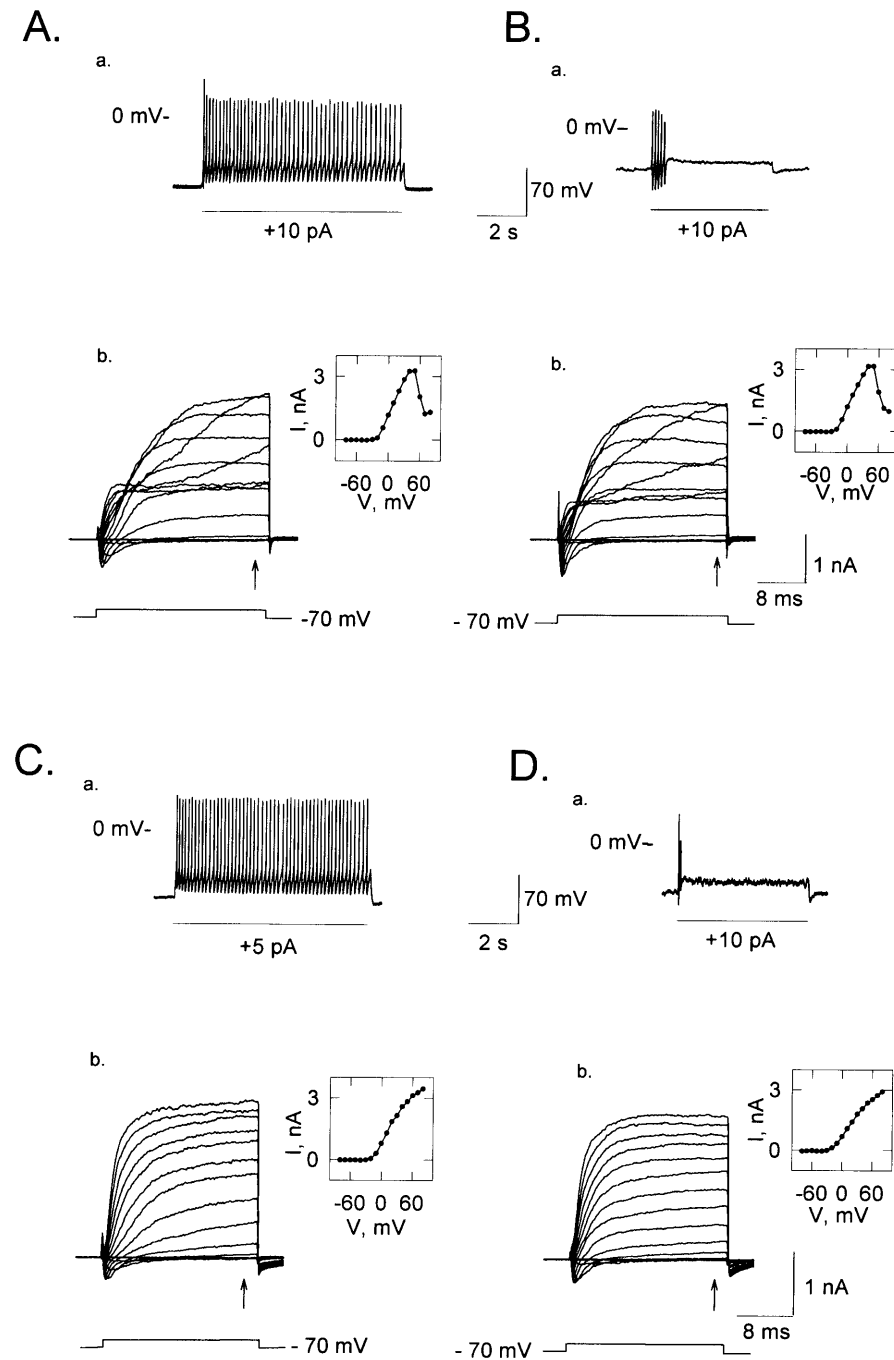 A.
a.
0 mV-
+10 pA
B.
a.
0 mV–
+10 pA
70 mV
2 s
b.
3
0
I, nA
-60 0 60
V, mV
-70 mV
b.
3
0
I, nA
-60 0 60
V, mV
1 nA
8 ms
- 70 mV
C.
a.
0 mV-
+5 pA
D.
a.
0 mV~
+10 pA
70 mV
2 s
b.
3
0
I, nA
-60 0 60
V, mV
- 70 mV
b.
3
0
I, nA
-60 0 60
V, mV
1 nA
8 ms
- 70 mV